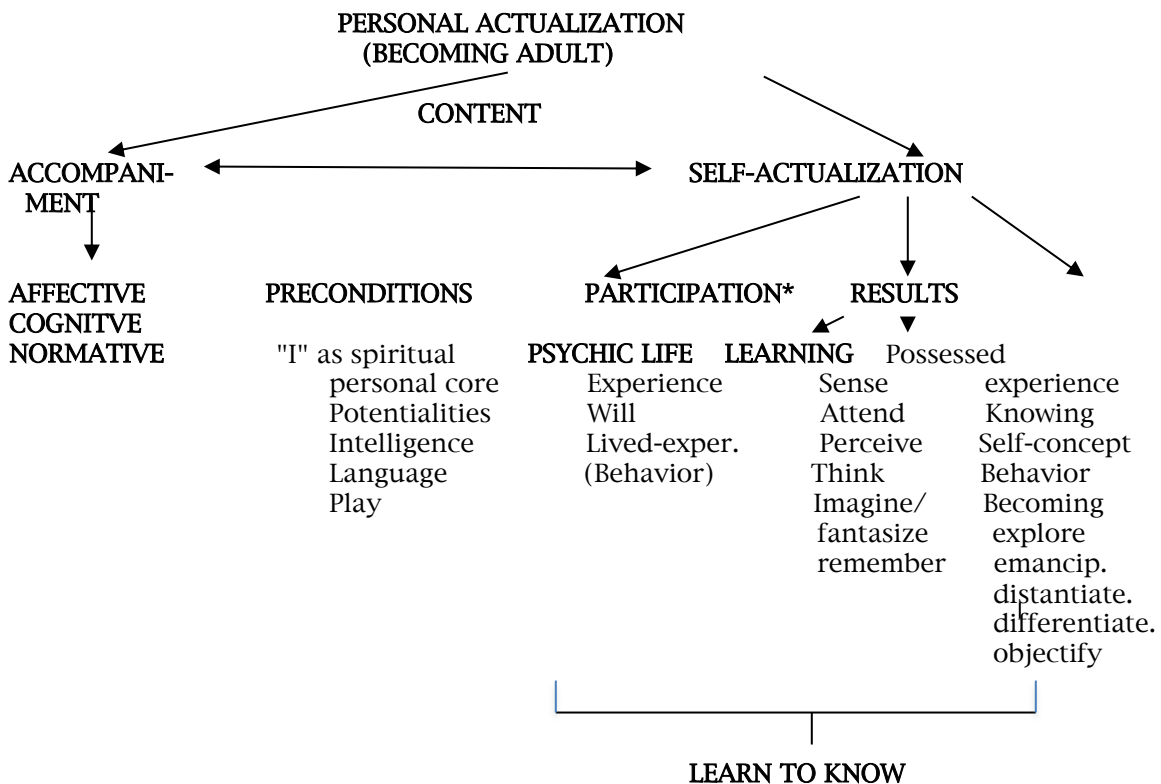 PERSONAL ACTUALIZATION
(BECOMING ADULT)
CONTENT
ACCOMPANI-
MENT
SELF-ACTUALIZATION
AFFECTIVE
COGNITVE
NORMATIVE
PRECONDITIONS
"I" as spiritual
personal core
Potentialities
Intelligence
Language
Play
PARTICIPATION*
PSYCHIC LIFE
Experience
Will
Lived-exper.
(Behavior)
LEARNING
Sense
Attend
Perceive
Think
Imagine/
fantasize
remember
RESULTS
Possessed
experience
Knowing
Self-concept
Behavior
Becoming
explore
emancip.
distantiate.
differentiate.
objectify
LEARN TO KNOW